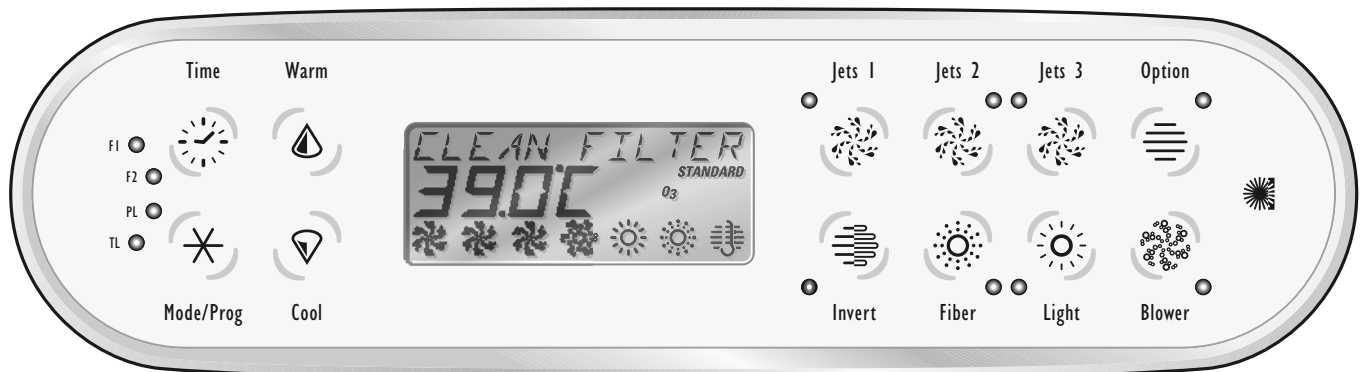 Time Warm
Jets 1 Jets 2 Jets 3 Option
F1
F2
PL
TL
CLEAN FILTER
39.0°C STANDARD
O3
Mode/Prog Cool
Invert Fiber Light Blower